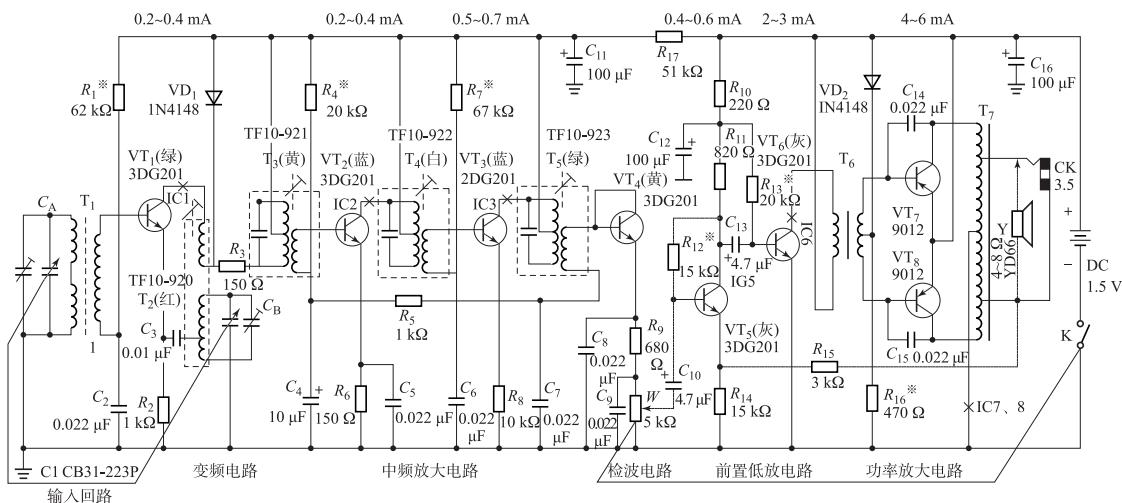 0.2~0.4 mA
0.2~0.4 mA
0.5~0.7 mA
0.4~0.6 mA
2~3 mA
4~6 mA
R1※
62 kΩ
VD1
1N4148
TF10-921
R4※
20 kΩ
TF10-922
R7※
67 kΩ
TF10-923
C11
+
100 μF
R17
51 kΩ
R10
220 Ω
VD2
IN4148
C14
0.022 μF
C16
+
100 μF
T7
VT1(绿)
3DG201
IC1
T3(黄)
VT2(蓝)
3DG201
IC2
T4(白)
VT3(蓝)
2DG201
IC3
T5(绿)
VT4(黄)
3DG201
C12
100 μF
+
R11
820 Ω
VT6(灰)
3DG201
R13※
20 kΩ
IC6
T6
VT7
9012
VT8
9012
CK
3.5
Y
4~8 Ω
YD66
+
−
DC
1.5 V
K
CA
T1
1
R3
150 Ω
TF10-920
T2(红)
CB
C3
0.01 μF
R5
1 kΩ
R12※
15 kΩ
C13
+
4.7 μF
IG5
VT5(灰)
3DG201
C15
0.022 μF
R15
3 kΩ
C2
0.022 μF
R2
1 kΩ
C4
+
10 μF
R6
150 Ω
C5
0.022 μF
C6
0.022
μF
R8
10 kΩ
C7
0.022 μF
C8
0.022
μF
R9
680
Ω
C9
0.022
μF
W
5 kΩ
C10
+
4.7 μF
R14
15 kΩ
R16※
470 Ω
IC7、8
C1 CB31-223P
输入回路
变频电路
中频放大电路
检波电路
前置低放电路
功率放大电路